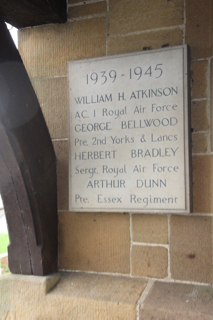 1939-1945
WILLIAM H. ATKINSON
A.C. 1 Royal Air Force
GEORGE BELLWOOD
Pte. 2nd Yorks & Lancs
HERBERT BRADLEY
Sergt. Royal Air Force
ARTHUR DUNN
Pte. Essex Regiment